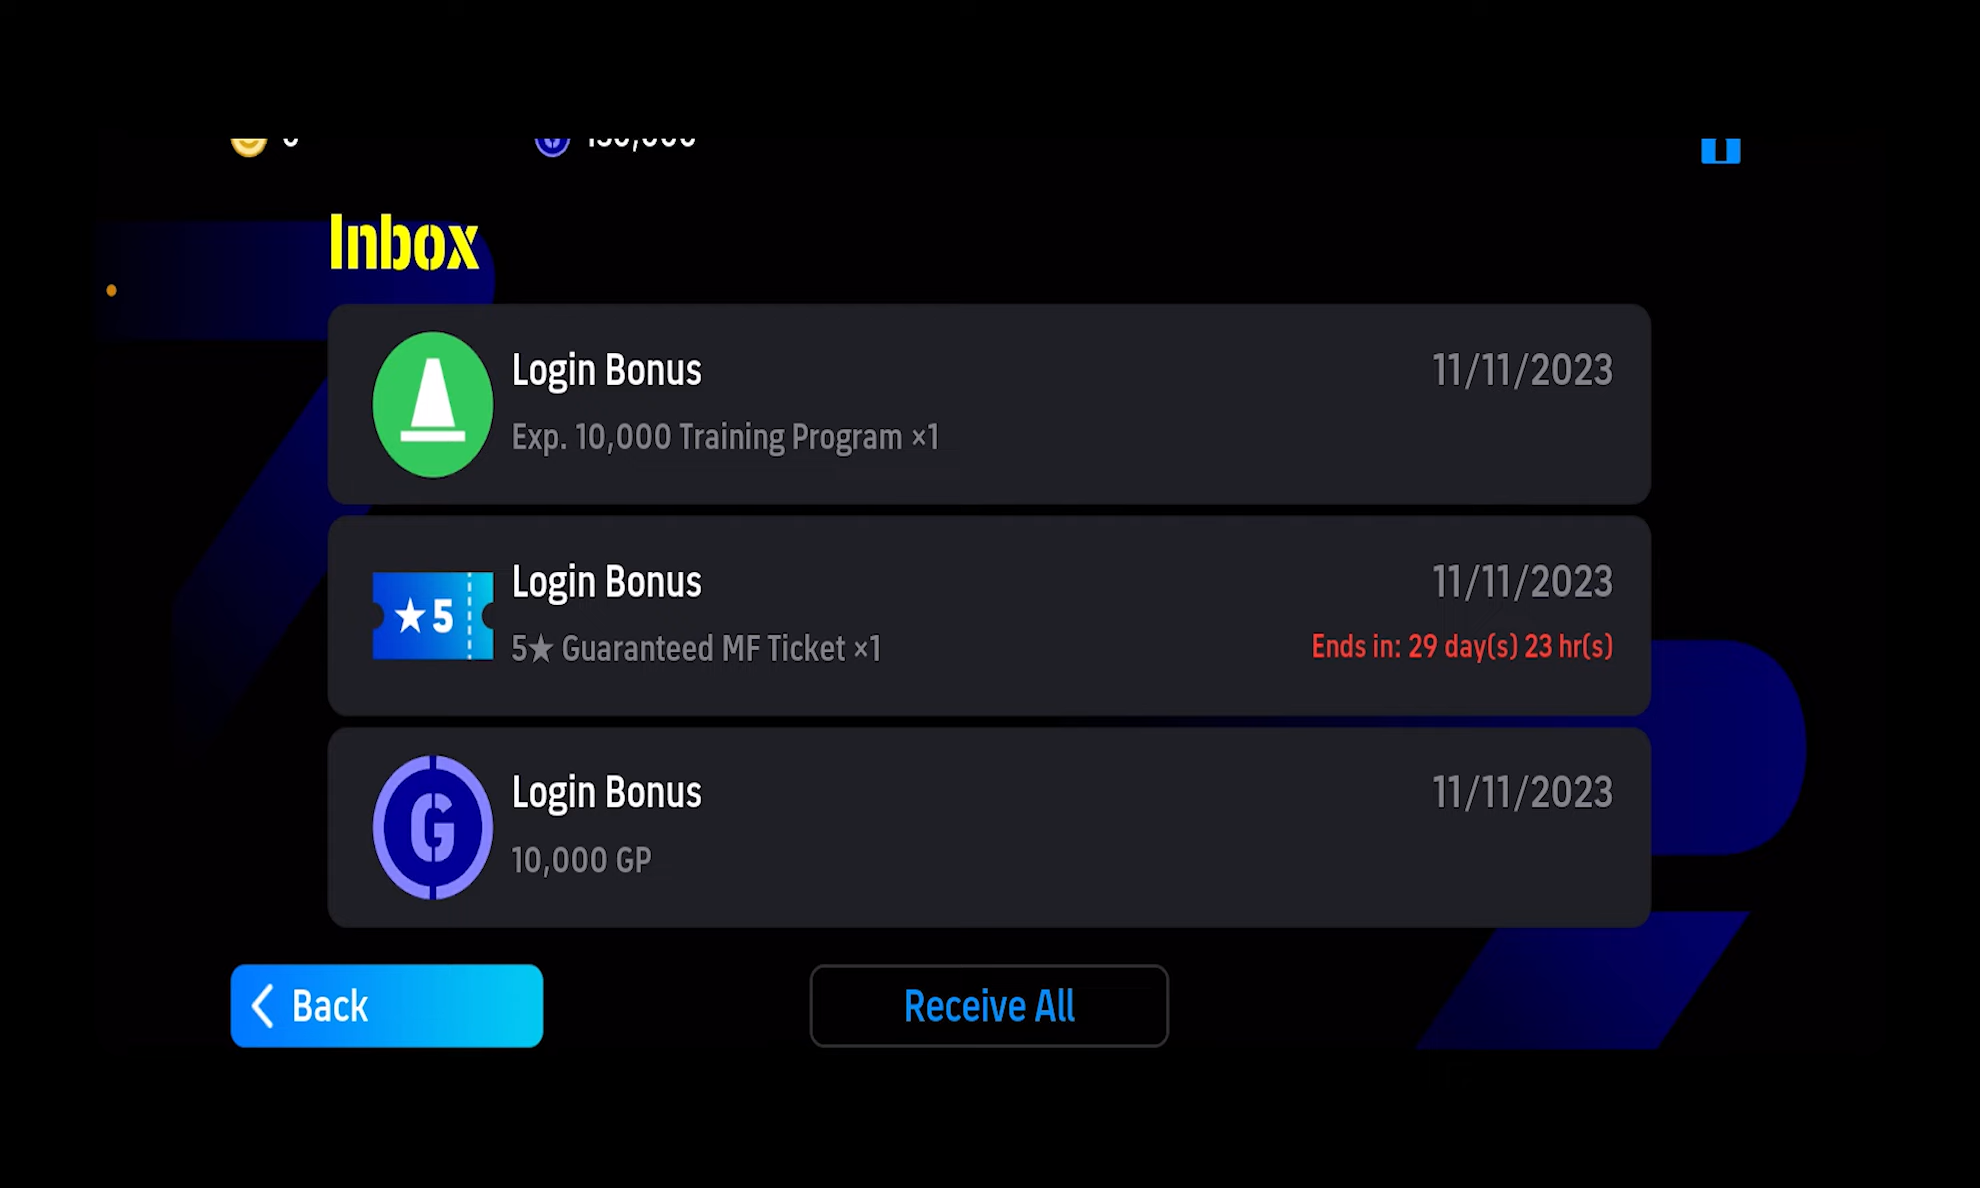 Inbox
Login Bonus
11/11/2023
Exp. 10,000 Training Program ×1
★5
Login Bonus
11/11/2023
5★ Guaranteed MF Ticket ×1
Ends in: 29 day(s) 23 hr(s)
G
Login Bonus
11/11/2023
10,000 GP
Back
Receive All